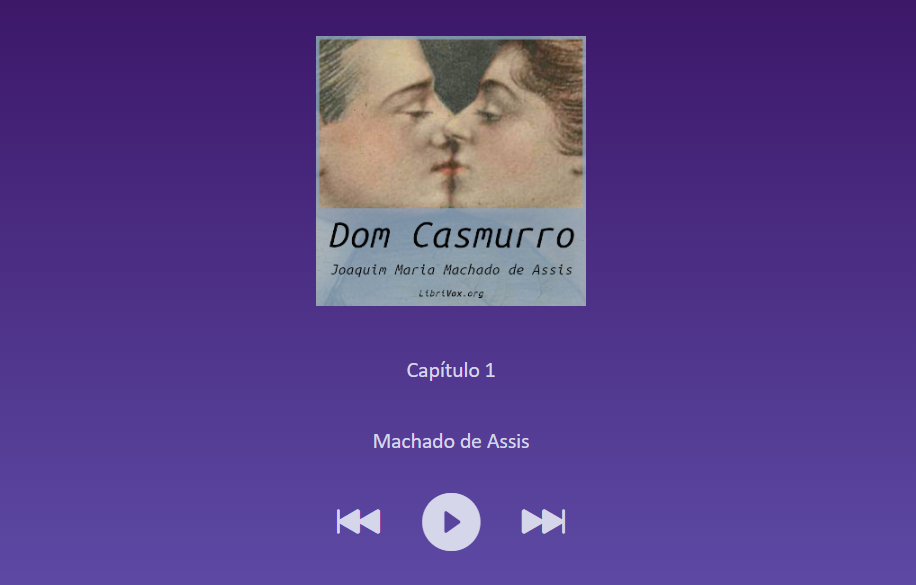 Dom Casmurro
Joaquim Maria Machado de Assis
LibriVox.org
Capítulo 1
Machado de Assis